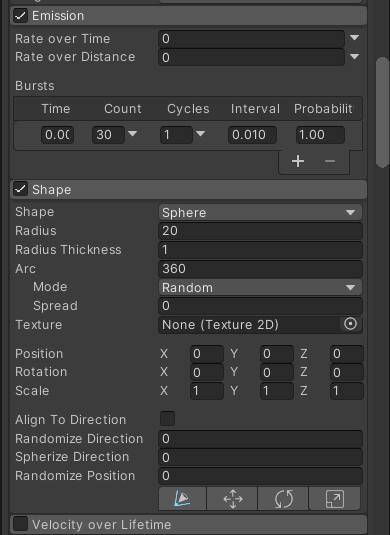 Emission
Rate over Time 0
Rate over Distance 0
Bursts
Time Count Cycles Interval Probabilit
0.00 30 1 0.010 1.00
+ −
Shape
Shape Sphere
Radius 20
Radius Thickness 1
Arc 360
Mode Random
Spread 0
Texture None (Texture 2D)
Position X 0 Y 0 Z 0
Rotation X 0 Y 0 Z 0
Scale X 1 Y 1 Z 1
Align To Direction
Randomize Direction 0
Spherize Direction 0
Randomize Position 0
Velocity over Lifetime